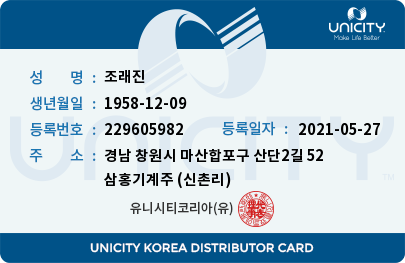 UNICITY
Make Life Better
성 명 : 조래진
생년월일 : 1958-12-09
등록번호 : 229605982 등록일자 : 2021-05-27
주 소 : 경남 창원시 마산합포구 산단2길 52
삼홍기계주 (신촌리)
UNICITY
유니시티코리아(유)
UNICITY KOREA DISTRIBUTOR CARD